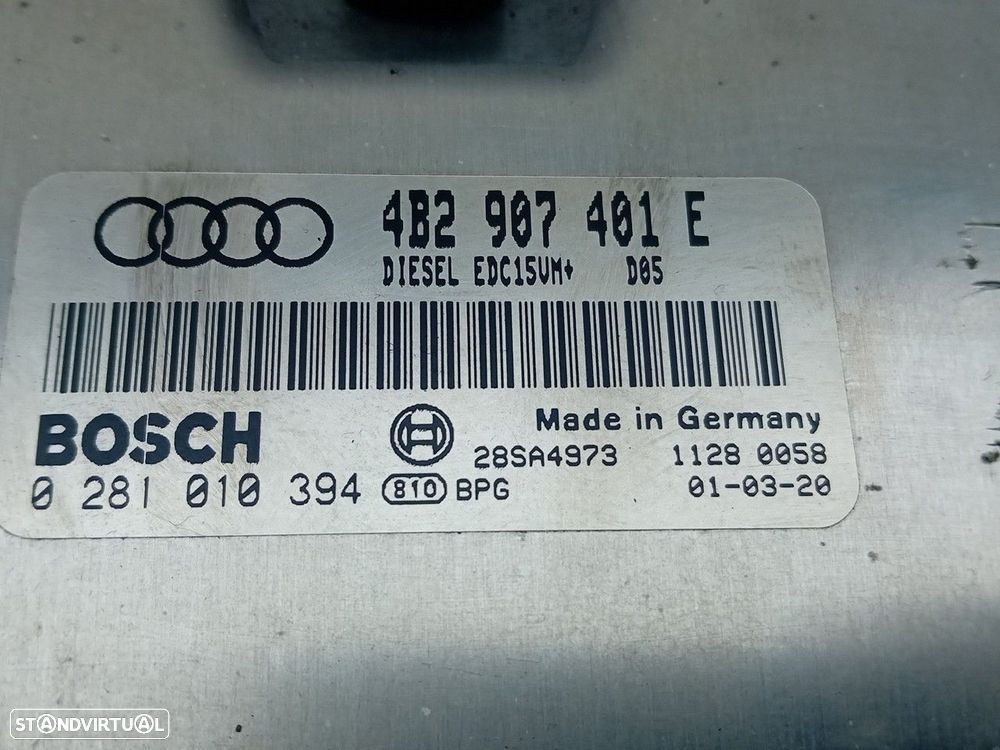 4B2 907 401 E
DIESEL EDC15VM+ D05
BOSCH
Made in Germany
28SA4973 1128 0058
0 281 010 394 810 BPG 01-03-20
STANDVIRTUAL